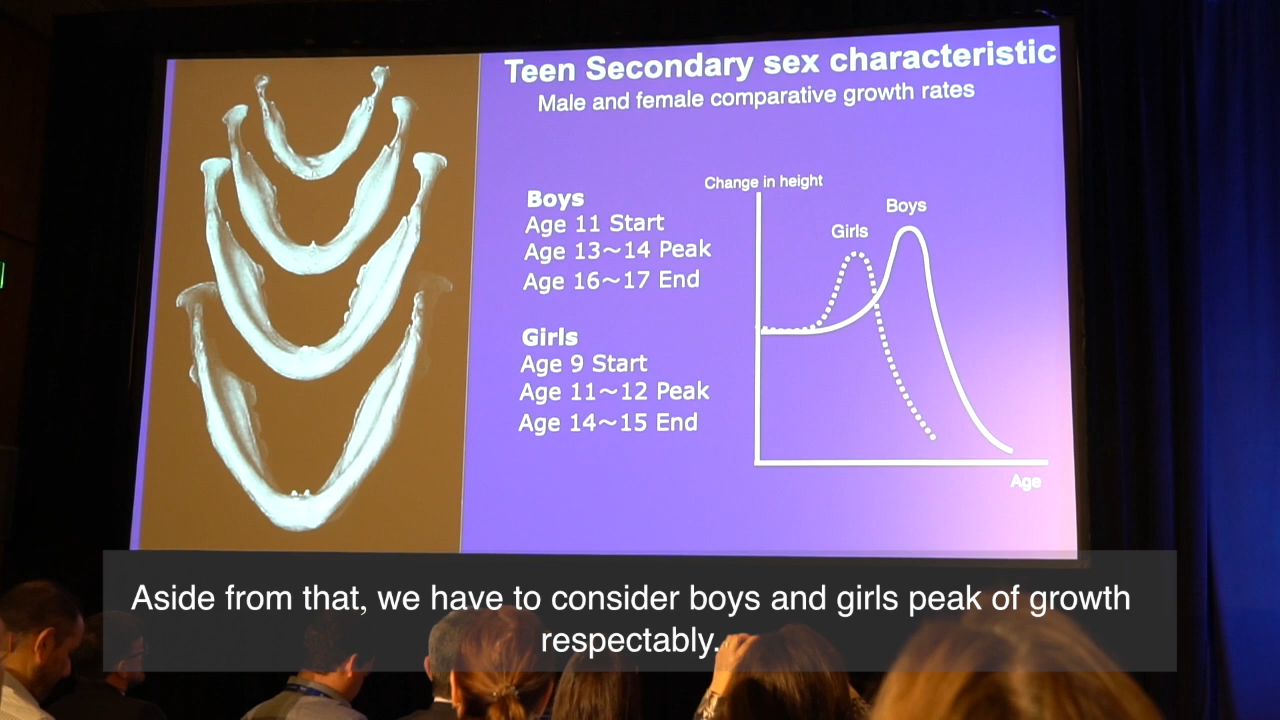 Teen Secondary sex characteristic
Male and female comparative growth rates
Boys
Age 11 Start
Age 13~14 Peak
Age 16~17 End
Girls
Age 9 Start
Age 11~12 Peak
Age 14~15 End
Change in height
Boys
Girls
Age
Aside from that, we have to consider boys and girls peak of growth
respectably.